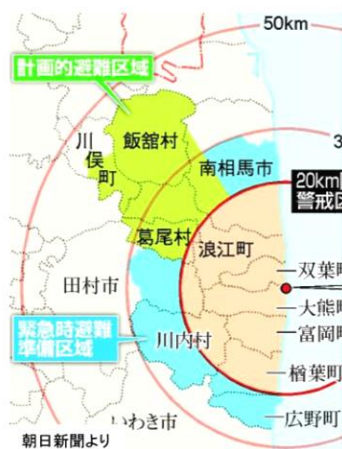 50km
計画的避難区域
川俣町
飯舘村
南相馬市
3
20km
警戒区
葛尾村
浪江町
双葉町
田村市
大熊町
緊急時避難
準備区域
富岡町
川内村
楢葉町
いわき市
広野町
朝日新聞より